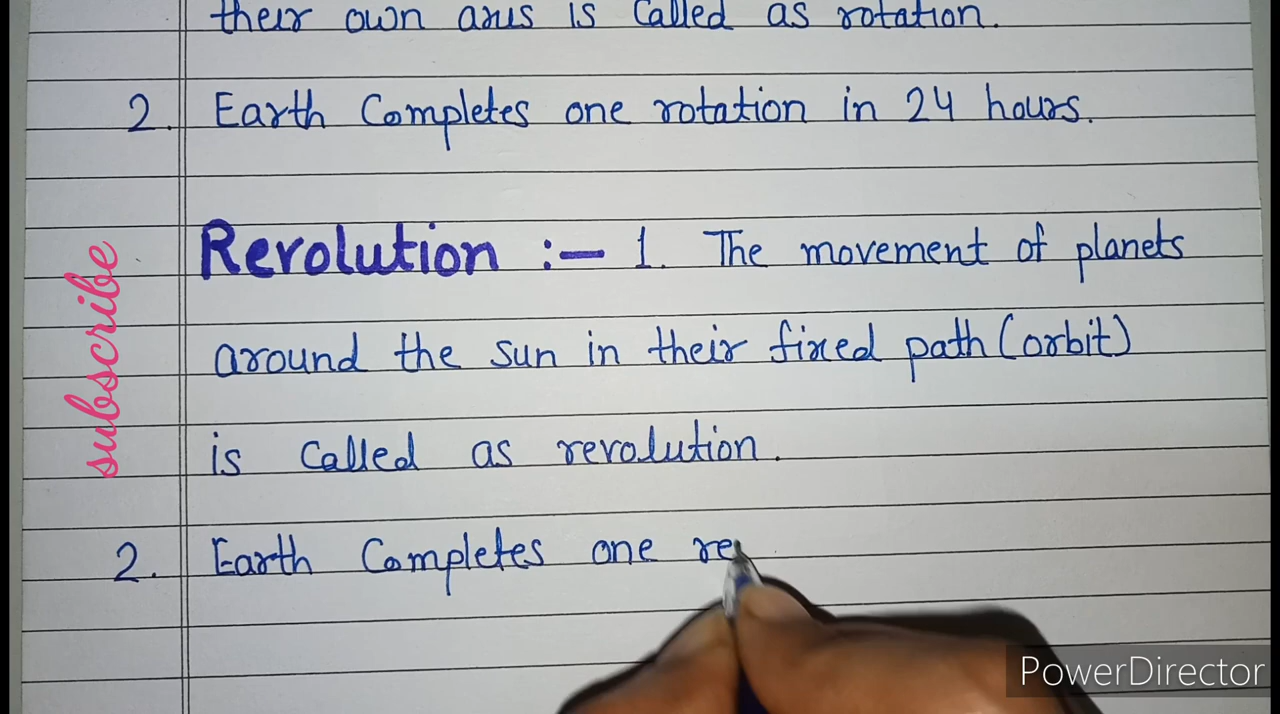 their own axis is called as rotation.
2. Earth Completes one rotation in 24 hours.
Revolution :- 1. The movement of planets
around the sun in their fixed path (orbit)
is called as revolution.
2. Earth Completes one re
subscribe
PowerDirector